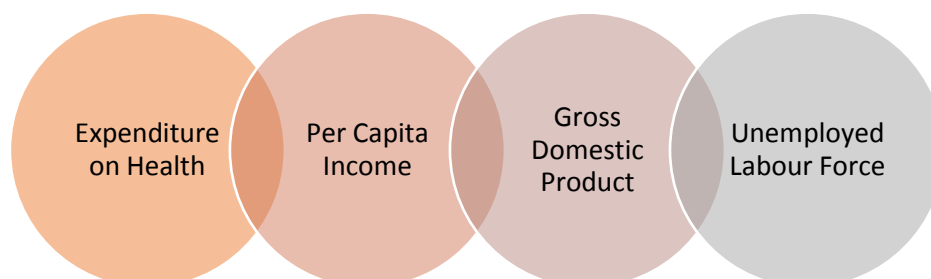 Expenditure
on Health
Per Capita
Income
Gross
Domestic
Product
Unemployed
Labour Force